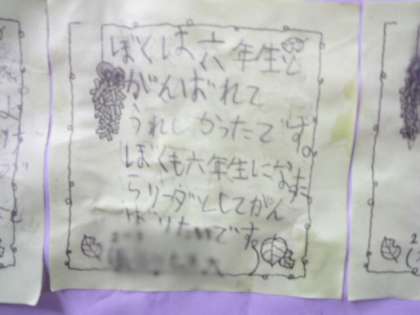 ぼくは六年生と
がんばれて
うれしかったです。
ぼくも六年生になった
らリーダとしてがん
ばりたいです